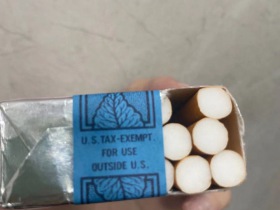 U.S. TAX-EXEMPT
FOR USE
OUTSIDE U.S.